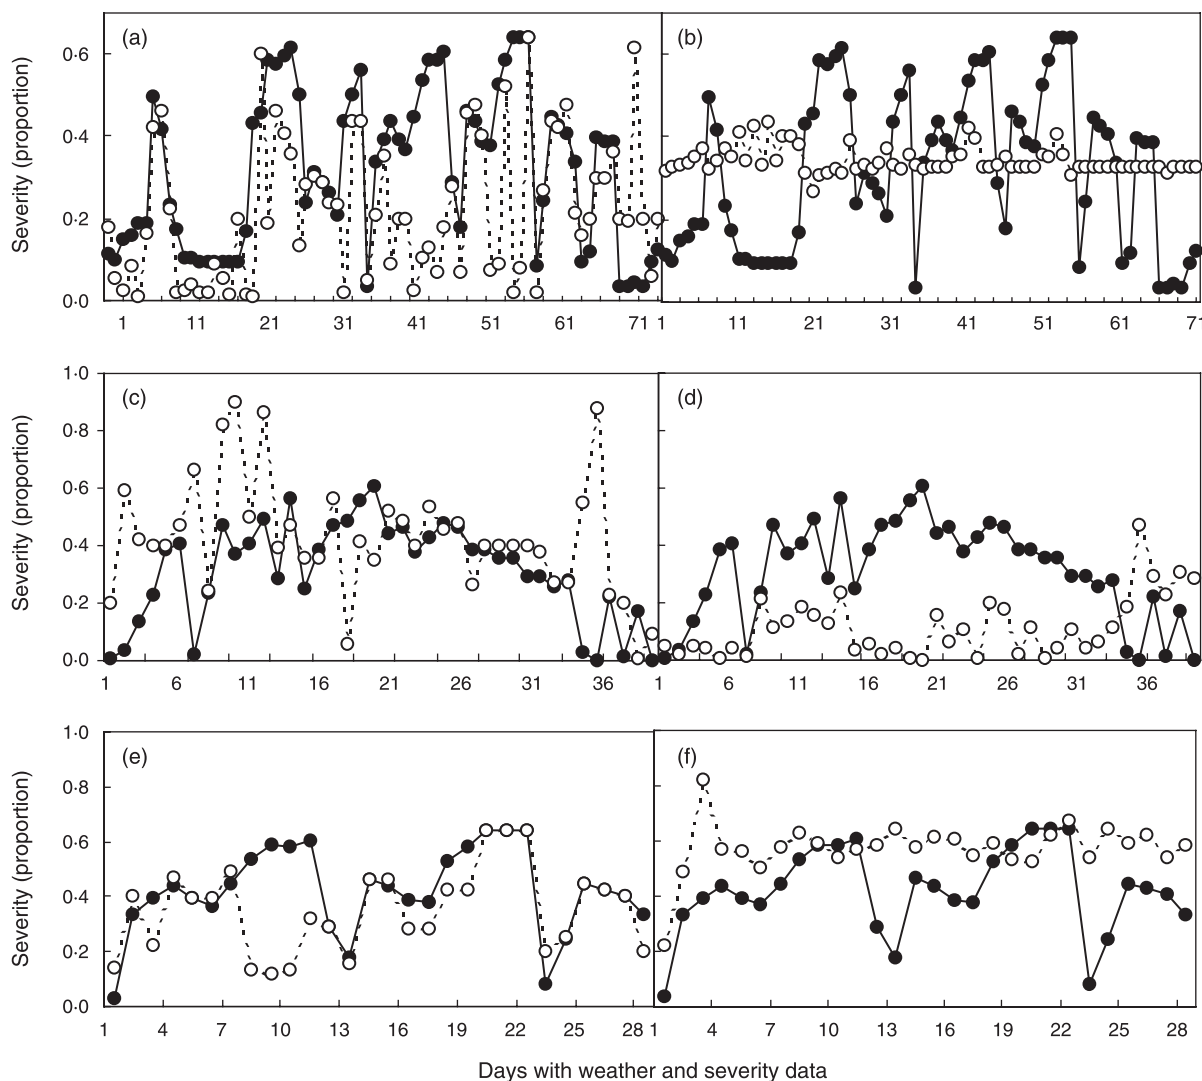 (a) (b)
Severity (proportion)
0·6
0·4
0·2
0·0
1 11 21 31 41 51 61 71 1 11 21 31 41 51 61 71
(c) (d)
Severity (proportion)
1·0
0·8
0·6
0·4
0·2
0·0
1 6 11 16 21 26 31 36 1 6 11 16 21 26 31 36
(e) (f)
Severity (proportion)
1·0
0·8
0·6
0·4
0·2
0·0
1 4 7 10 13 16 19 22 25 28 1 4 7 10 13 16 19 22 25 28
Days with weather and severity data